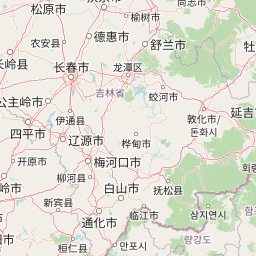 松原市
榆树市
尚志市
农安县
德惠市
舒兰市
长岭县
长春市
龙潭区
吉林省
蛟河市
公主岭市
伊通县
敦化市/
돈화시
四平市
辽源市
桦甸市
开原市
梅河口市
柳河县
抚松县
白山市
新宾县
临江市
삼지연시
通化市
만포시
량강도
桓仁县